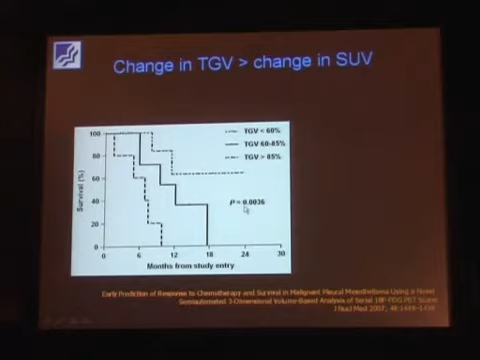 Change in TGV > change in SUV
100
80
60
40
20
0
Survival (%)
TGV < 60%
TGV 60-85%
TGV > 85%
P = 0.0036
0
6
12
18
24
30
Months from study entry
Early Prediction of Response to Chemotherapy and Survival in Malignant Pleural Mesothelioma Using a Novel
Semiautomated 3-Dimensional Volume-Based Analysis of Serial 18F-FDG PET Scans
J Nucl Med 2007; 48:1449-1458